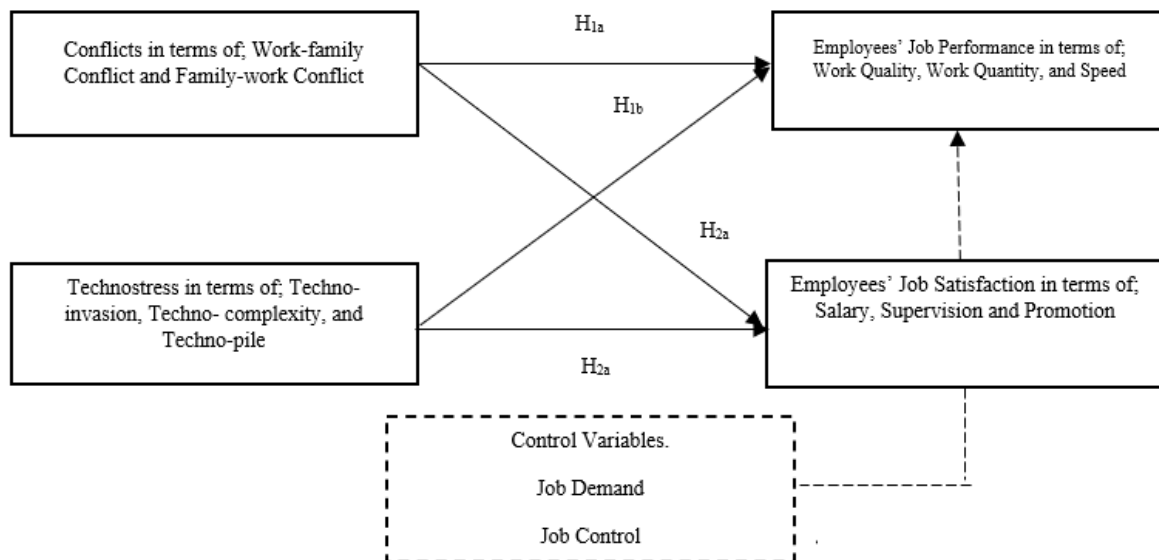 H1a
Conflicts in terms of; Work-family
Conflict and Family-work Conflict
Employees' Job Performance in terms of;
Work Quality, Work Quantity, and Speed
H1b
H2a
Technostress in terms of; Techno-
invasion, Techno- complexity, and
Techno-pile
Employees' Job Satisfaction in terms of;
Salary, Supervision and Promotion
H2a
Control Variables.
Job Demand
Job Control
.